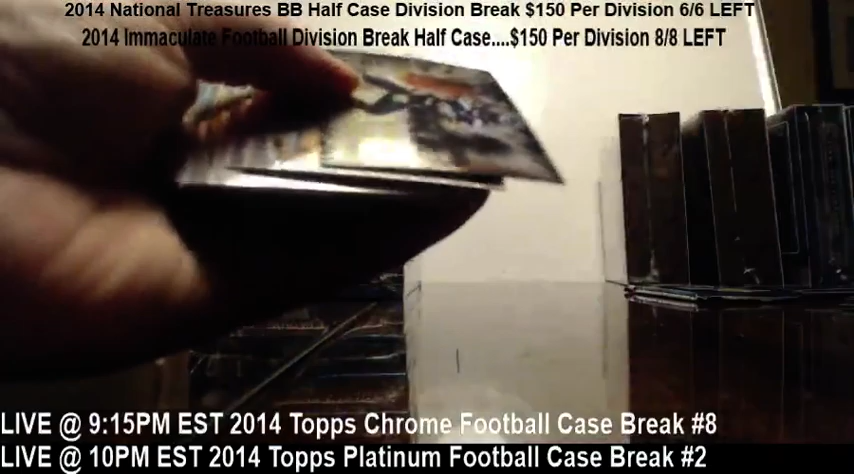 2014 National Treasures BB Half Case Division Break $150 Per Division 6/6 LEFT
2014 Immaculate Football Division Break Half Case....$150 Per Division 8/8 LEFT
LIVE @ 9:15PM EST 2014 Topps Chrome Football Case Break #8
LIVE @ 10PM EST 2014 Topps Platinum Football Case Break #2